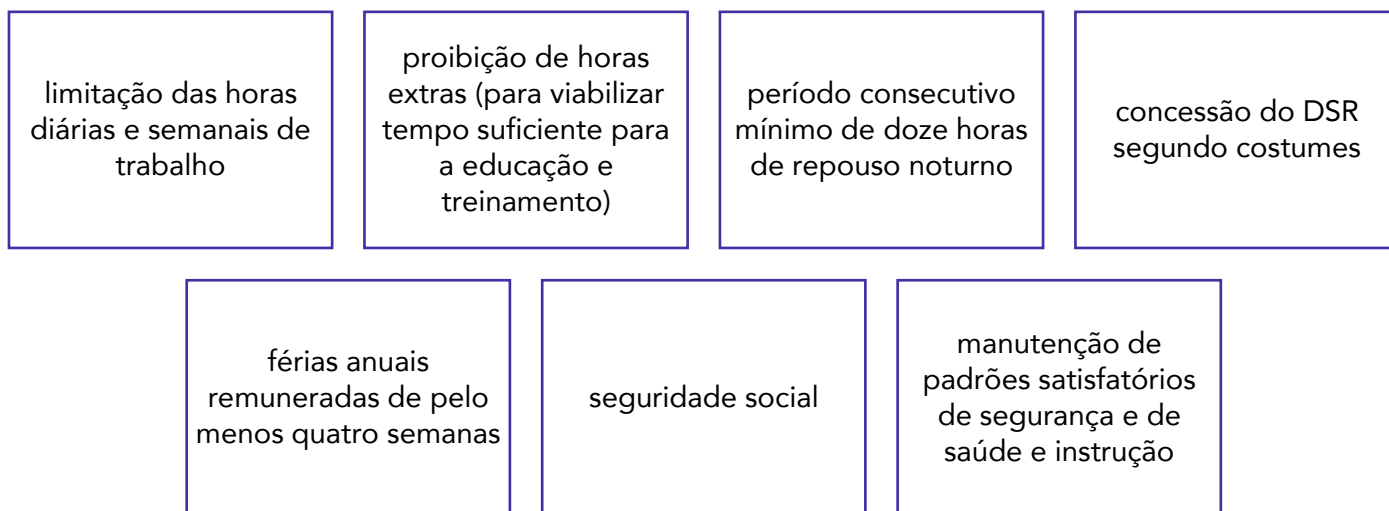 limitação das horas
diárias e semanais de
trabalho
proibição de horas
extras (para viabilizar
tempo suficiente para
a educação e
treinamento)
período consecutivo
mínimo de doze horas
de repouso noturno
concessão do DSR
segundo costumes
férias anuais
remuneradas de pelo
menos quatro semanas
seguridade social
manutenção de
padrões satisfatórios
de segurança e de
saúde e instrução